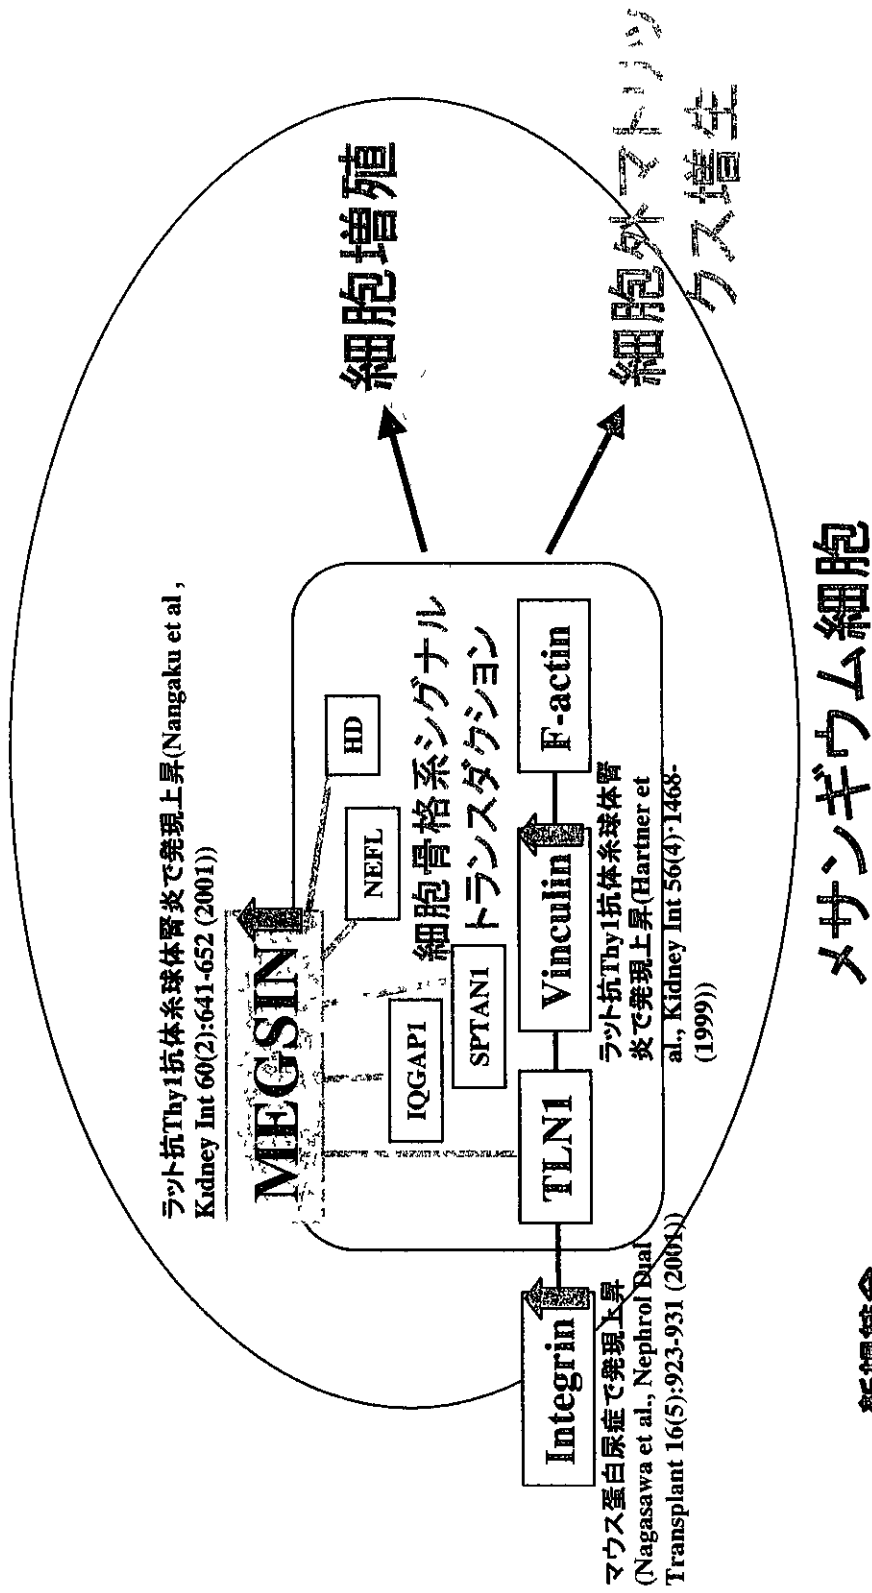 ラット抗Thy1抗体糸球体腎炎で発現上昇(Nangaku et al ,
Kidney Int 60(2):641-652 (2001))
MEGSIN
HD
NEFL
IQGAP1
SPTAN1
細胞骨格系シグナル
トランスダクション
Integrin
TLN1
Vinculin
F-actin
マウス蛋白尿症で発現上昇
(Nagasawa et al., Nephrol Dual
Transplant 16(5):923-931 (2001))
ラット抗Thy1抗体糸球体腎
炎で発現上昇(Hartner et
al., Kidney Int 56(4)·1468-
(1999))
細胞増殖
細胞外マトリッ
クス増生
メサンギウム細胞